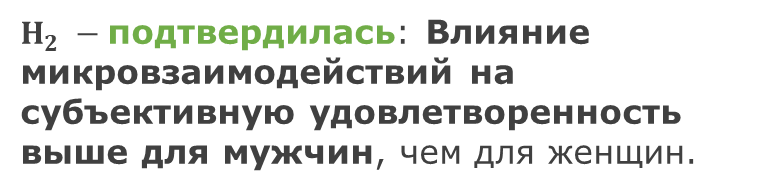 H₂ – подтвердилась: Влияние
микровзаимодействий на
субъективную удовлетворенность
выше для мужчин, чем для женщин.